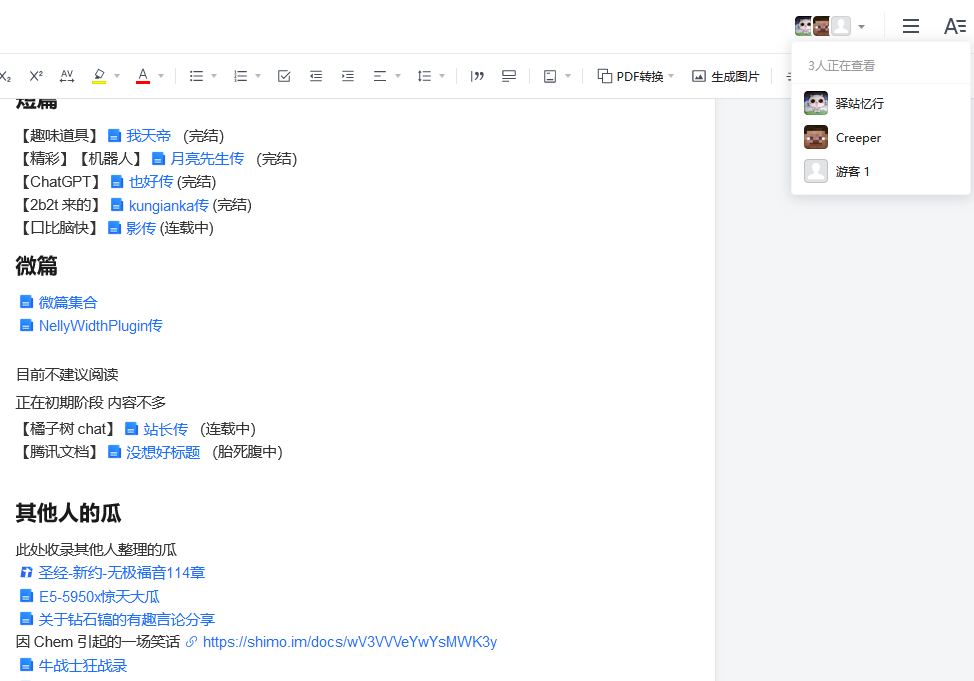 3人正在查看
驿站忆行
Creeper
游客 1
X₂ X² AV A PDF转换 生成图片
短篇
【趣味道具】 我天帝 (完结)
【精彩】【机器人】 月亮先生传 (完结)
【ChatGPT】 也好传 (完结)
【2b2t 来的】 kungianka传 (完结)
【口比脑快】 影传 (连载中)
微篇
微篇集合
NellyWidthPlugin传
目前不建议阅读
正在初期阶段 内容不多
【橘子树 chat】 站长传 (连载中)
【腾讯文档】 没想好标题 (胎死腹中)
其他人的瓜
此处收录其他人整理的瓜
圣经-新约-无极福音114章
E5-5950x惊天大瓜
关于钻石镐的有趣言论分享
因 Chem 引起的一场笑话 https://shimo.im/docs/wV3VVVeYwYsMWK3y
牛战士狂战录